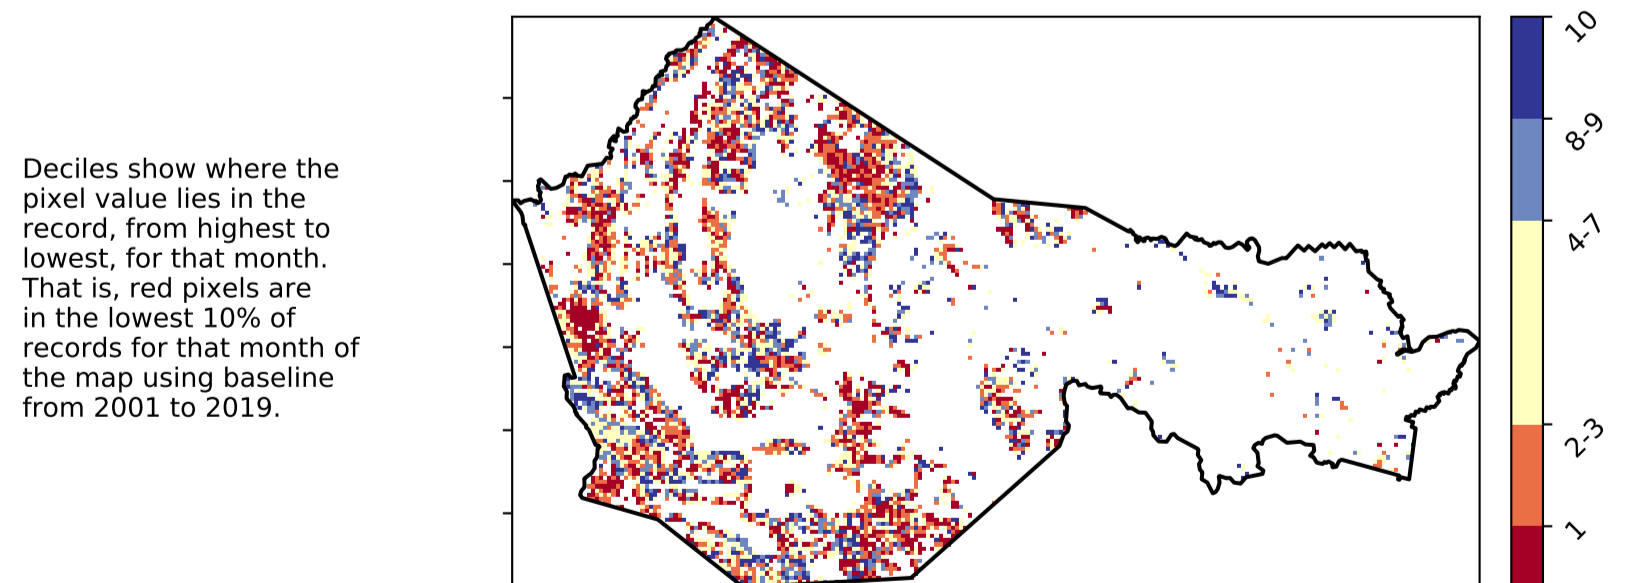 Deciles show where the
pixel value lies in the
record, from highest to
lowest, for that month.
That is, red pixels are
in the lowest 10% of
records for that month of
the map using baseline
from 2001 to 2019.
10
8-9
4-7
2-3
1